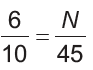 6/10 = N/45